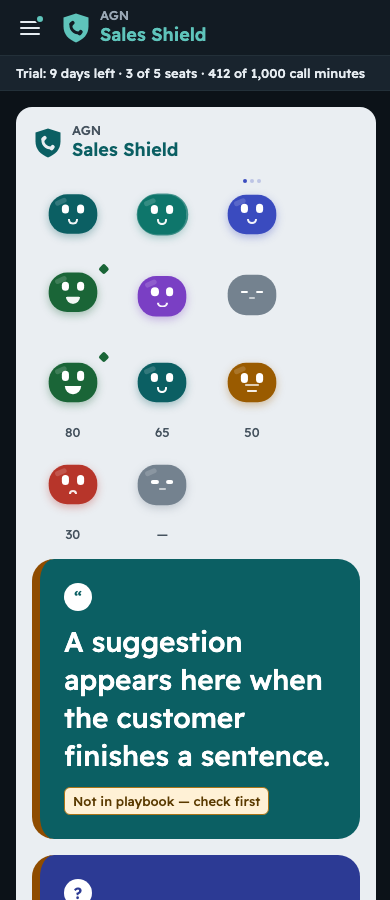 AGN
Sales Shield
Trial: 9 days left · 3 of 5 seats · 412 of 1,000 call minutes
AGN
Sales Shield
80 65 50
30 —
“
A suggestion
appears here when
the customer
finishes a sentence.
Not in playbook — check first
?